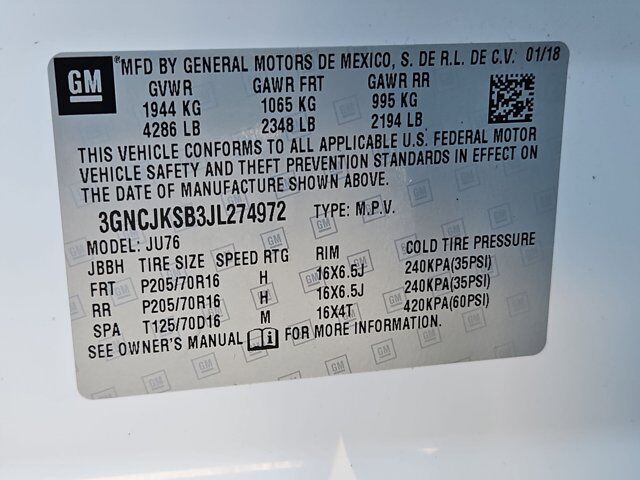 GM MFD BY GENERAL MOTORS DE MEXICO, S. DE R.L. DE C.V. 01/18
GVWR GAWR FRT GAWR RR
1944 KG 1065 KG 995 KG
4286 LB 2348 LB 2194 LB
THIS VEHICLE CONFORMS TO ALL APPLICABLE U.S. FEDERAL MOTOR
VEHICLE SAFETY AND THEFT PREVENTION STANDARDS IN EFFECT ON
THE DATE OF MANUFACTURE SHOWN ABOVE.
3GNCJKSB3JL274972 TYPE: M.P.V.
MODEL: JU76
JBBH TIRE SIZE SPEED RTG RIM COLD TIRE PRESSURE
FRT P205/70R16 H 16X6.5J 240KPA(35PSI)
RR P205/70R16 H 16X6.5J 240KPA(35PSI)
SPA T125/70D16 M 16X4T 420KPA(60PSI)
SEE OWNER'S MANUAL FOR MORE INFORMATION.